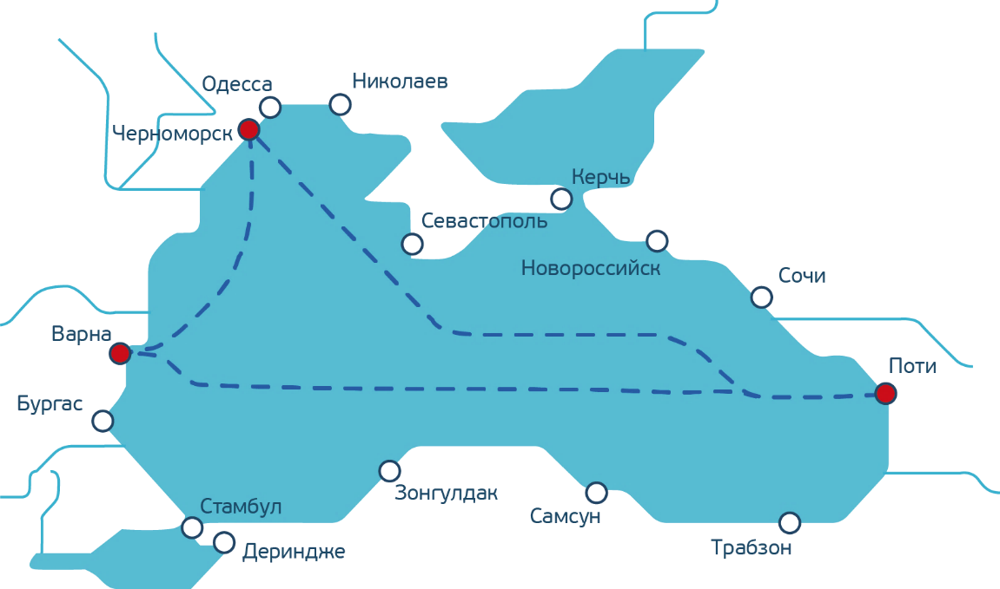 Николаев
Одесса
Черноморск
Керчь
Севастополь
Новороссийск
Сочи
Варна
Поти
Бургас
Зонгулдак
Стамбул
Самсун
Трабзон
Дериндже